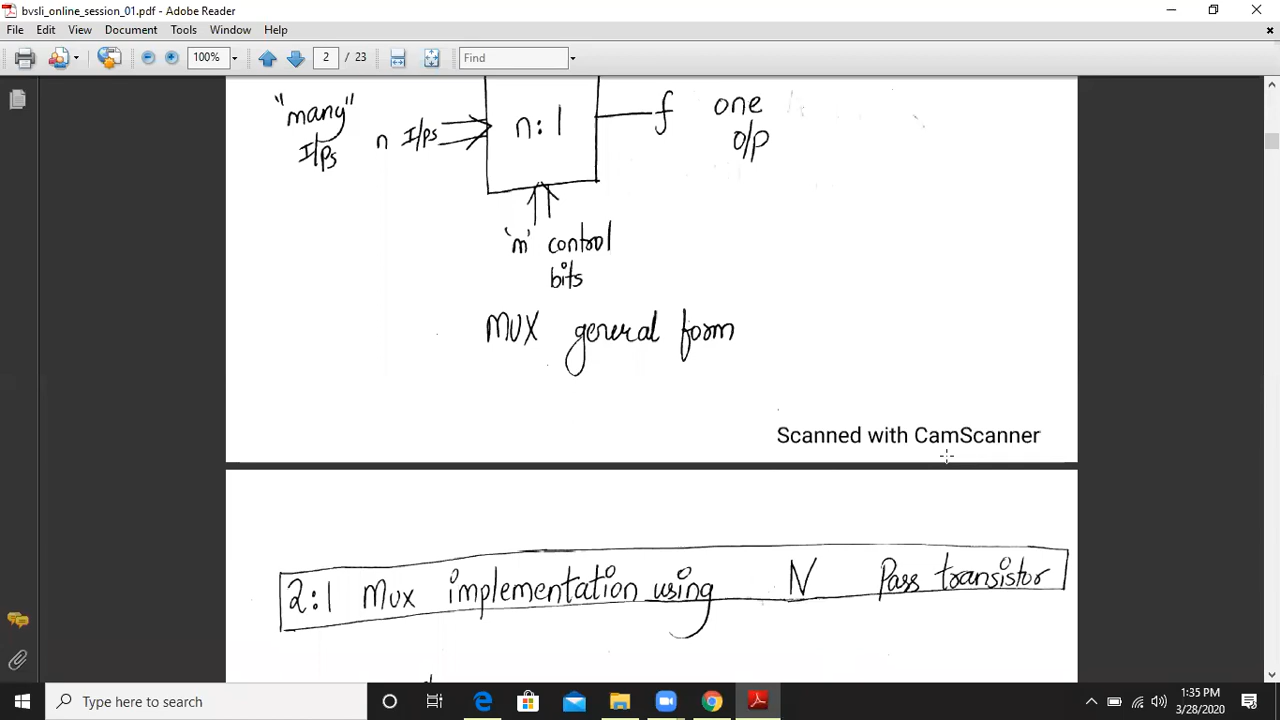 bvsli_online_session_01.pdf - Adobe Reader
File Edit View Document Tools Window Help
100% 2 / 23 Find
"many"
I/Ps
n I/ps
n:1
f
one
o/p
'm' control
bits
MUX general form
Scanned with CamScanner
2:1 Mux implementation using N Pass transistor
Type here to search
1:35 PM
3/28/2020